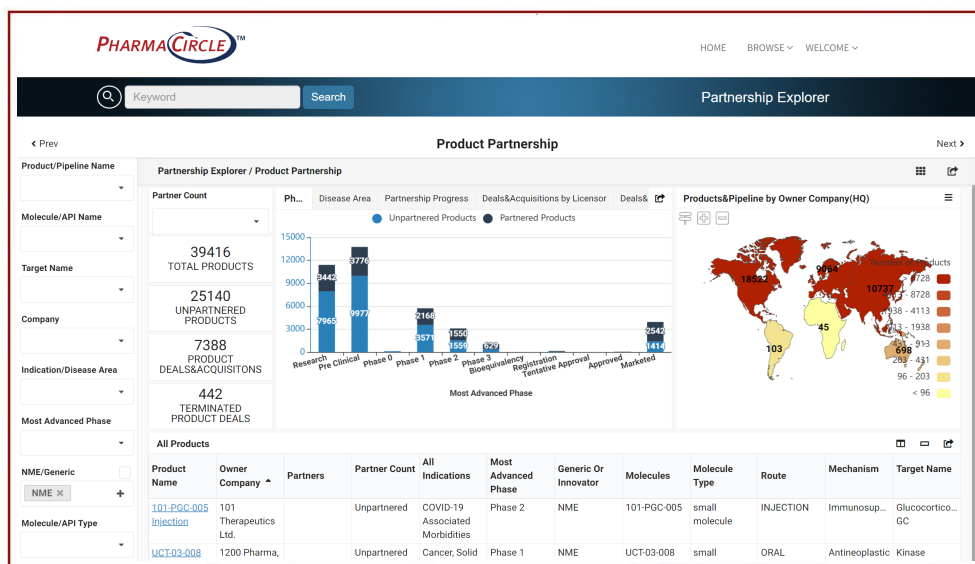 PHARMACIRCLE™
HOME BROWSE WELCOME
Keyword Search Partnership Explorer
Prev Product Partnership Next
Product/Pipeline Name
Molecule/API Name
Target Name
Company
Indication/Disease Area
Most Advanced Phase
NME/Generic
NME
Molecule/API Type
Partnership Explorer / Product Partnership
Partner Count
39416
TOTAL PRODUCTS
25140
UNPARTNERED
PRODUCTS
7388
PRODUCT
DEALS&ACQUISITONS
442
TERMINATED
PRODUCT DEALS
Ph... Disease Area Partnership Progress Deals&Acquisitions by Licensor Deals&
Unpartnered Products Partnered Products
15000
12000
9000
6000
3000
0
3442
7965
3776
9977
2168
3571
1550
1559
629
2542
1414
Research Pre Clinical Phase 0 Phase 1 Phase 2 Phase 3 Bioequivalency Registration Tentative Approval Approved Marketed
Most Advanced Phase
Products&Pipeline by Owner Company(HQ)
18522
9064
10737
45
103
698
96 - 203
< 96
All Products
Product Name Owner Company Partners Partner Count All Indications Most Advanced Phase Generic Or Innovator Molecules Molecule Type Route Mechanism Target Name
101-PGC-005 101 Unpartnered COVID-19 Phase 2 NME 101-PGC-005 small INJECTION Immunosup... Glucocortico...
Injection Therapeutics Associated molecule GC
Ltd. Morbidities
UCT-03-008 1200 Pharma, Unpartnered Cancer, Solid Phase 1 NME UCT-03-008 small ORAL Antineoplastic Kinase